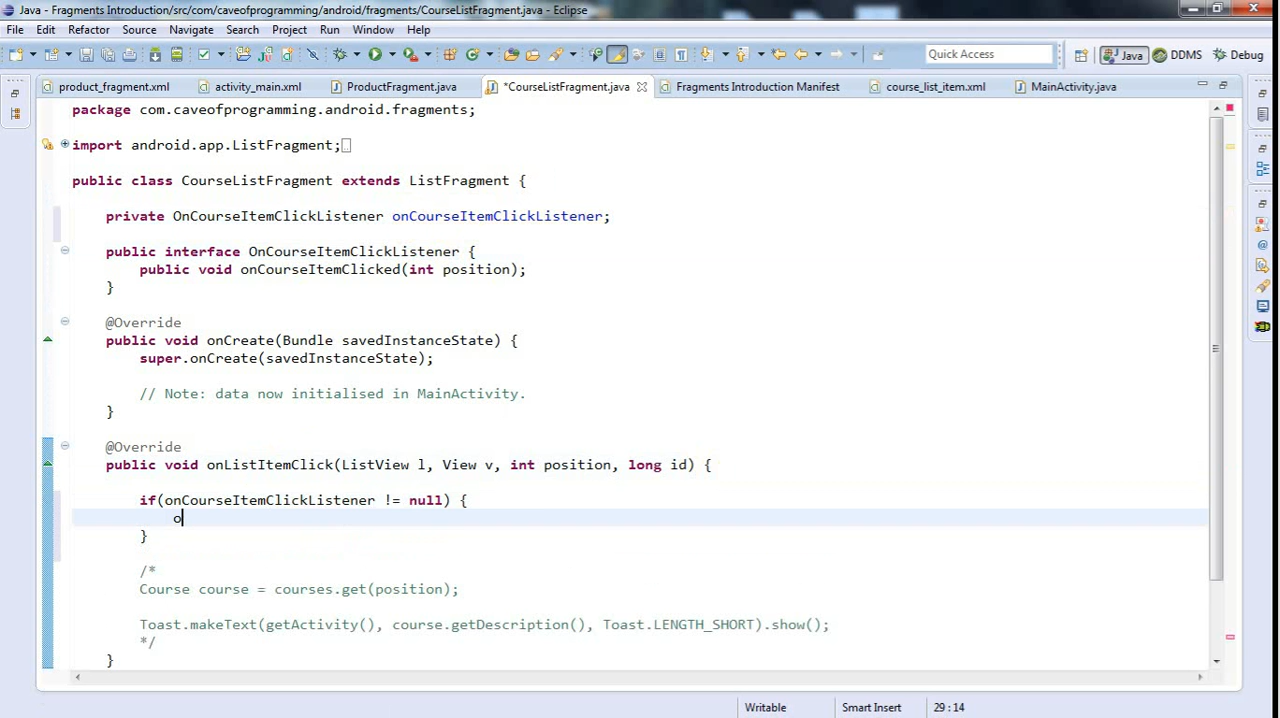 Java - Fragments Introduction/src/com/caveofprogramming/android/fragments/CourseListFragment.java - Eclipse
File Edit Refactor Source Navigate Search Project Run Window Help
Quick Access Java DDMS Debug
product_fragment.xml activity_main.xml ProductFragment.java *CourseListFragment.java Fragments Introduction Manifest course_list_item.xml MainActivity.java
package com.caveofprogramming.android.fragments;
import android.app.ListFragment;
public class CourseListFragment extends ListFragment {
private OnCourseItemClickListener onCourseItemClickListener;
public interface OnCourseItemClickListener {
public void onCourseItemClicked(int position);
}
@Override
public void onCreate(Bundle savedInstanceState) {
super.onCreate(savedInstanceState);
// Note: data now initialised in MainActivity.
}
@Override
public void onListItemClick(ListView l, View v, int position, long id) {
if(onCourseItemClickListener != null) {
o
}
/*
Course course = courses.get(position);
Toast.makeText(getActivity(), course.getDescription(), Toast.LENGTH_SHORT).show();
*/
}
Writable Smart Insert 29 : 14